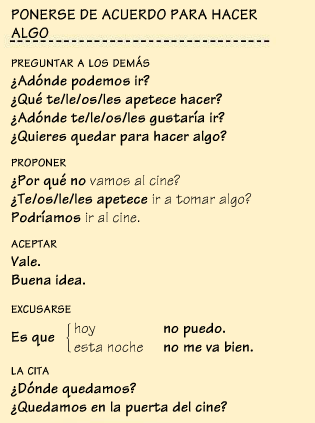 PONERSE DE ACUERDO PARA HACER
ALGO
PREGUNTAR A LOS DEMÁS
¿Adónde podemos ir?
¿Qué te/le/os/les apetece hacer?
¿Adónde te/le/os/les gustaría ir?
¿Quieres quedar para hacer algo?
PROPONER
¿Por qué no vamos al cine?
¿Te/os/le/les apetece ir a tomar algo?
Podríamos ir al cine.
ACEPTAR
Vale.
Buena idea.
EXCUSARSE
Es que
hoy no puedo.
esta noche no me va bien.
LA CITA
¿Dónde quedamos?
¿Quedamos en la puerta del cine?